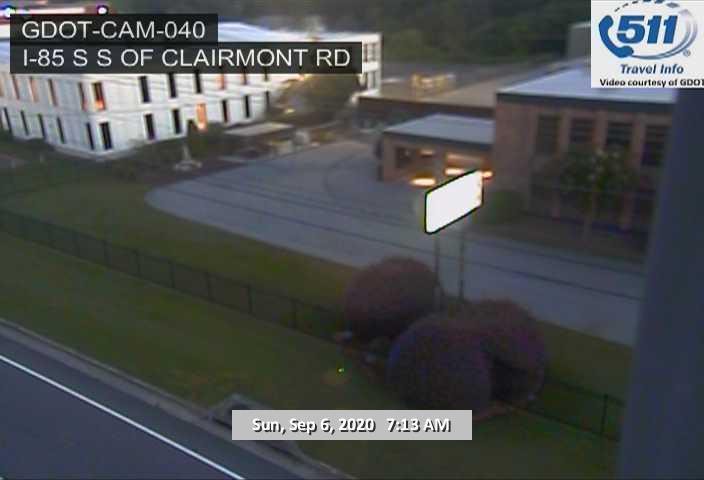 GDOT-CAM-040
I-85 S S OF CLAIRMONT RD
511
Travel Info
Video courtesy of GDOT
Sun, Sep 6, 2020 7:13 AM